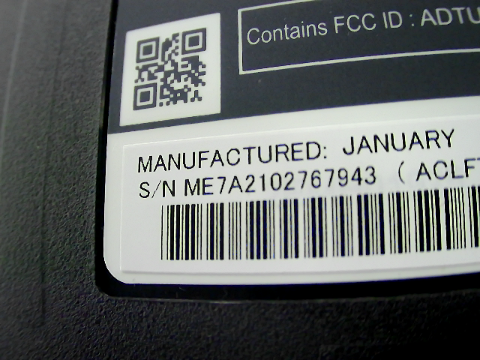 Contains FCC ID : ADTU
MANUFACTURED: JANUARY
S/N ME7A2102767943 ( ACLF